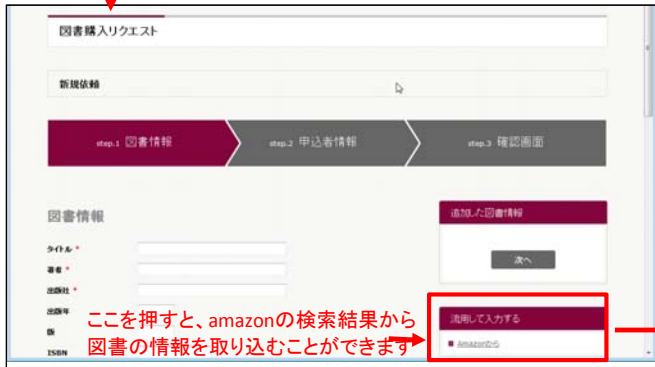 図書購入リクエスト
新規依頼
step.1 図書情報
step.2 申込者情報
step.3 確認画面
図書情報
追加した図書情報
タイトル *
次へ
著者 *
出版社 *
出版年
流用して入力する
版
ISBN
Amazonから
ここを押すと、amazonの検索結果から
図書の情報を取り込むことができます